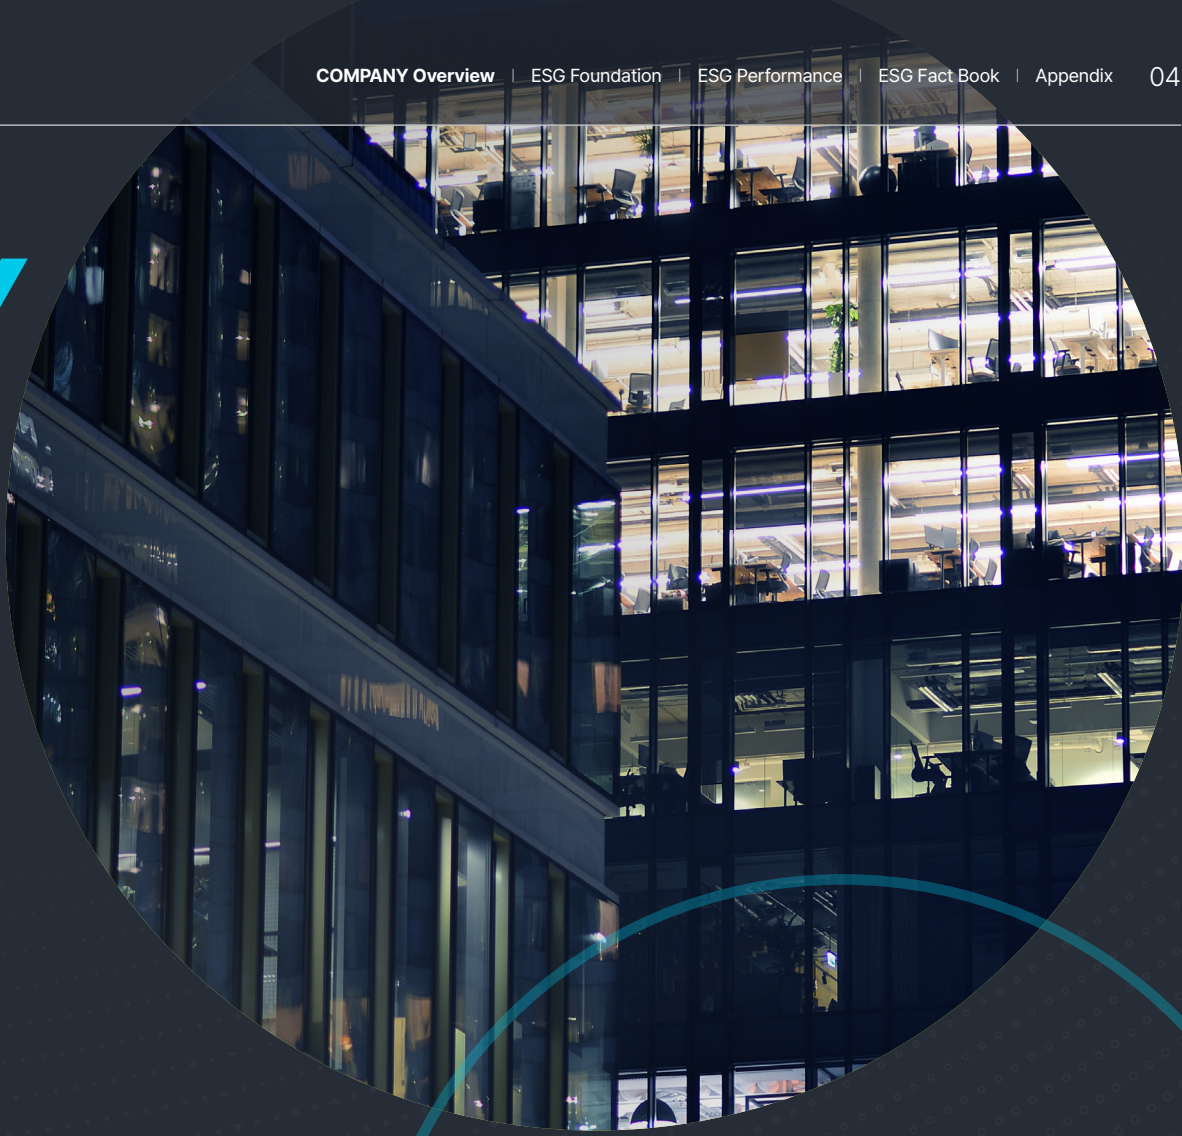 COMPANY Overview | ESG Foundation | ESG Performance | ESG Fact Book | Appendix 04